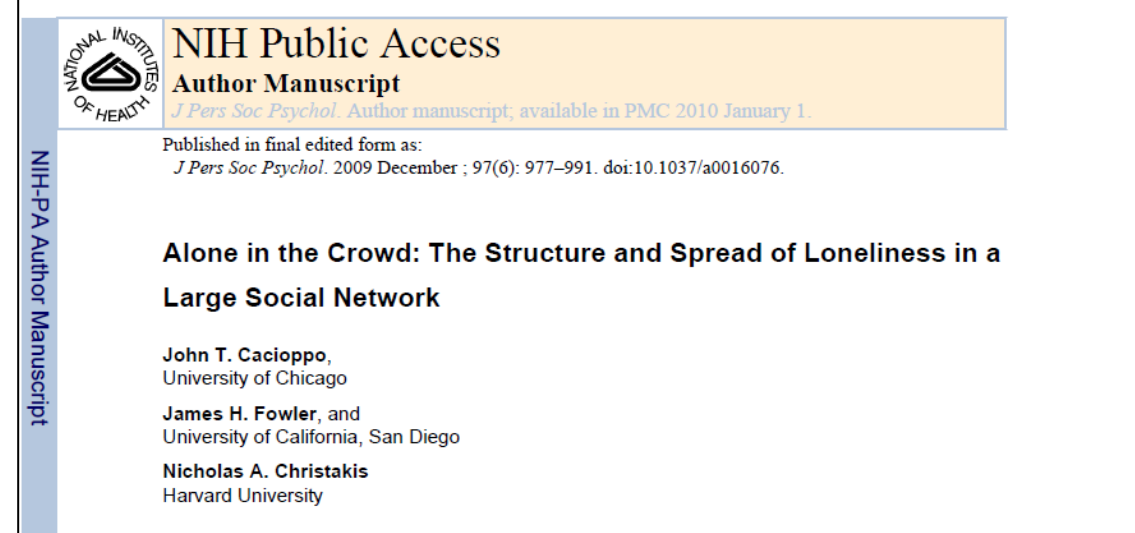 NATIONAL INSTITUTES OF HEALTH
NIH Public Access
Author Manuscript
J Pers Soc Psychol. Author manuscript; available in PMC 2010 January 1.
Published in final edited form as:
J Pers Soc Psychol. 2009 December ; 97(6): 977–991. doi:10.1037/a0016076.
NIH-PA Author Manuscript
Alone in the Crowd: The Structure and Spread of Loneliness in a
Large Social Network
John T. Cacioppo,
University of Chicago
James H. Fowler, and
University of California, San Diego
Nicholas A. Christakis
Harvard University